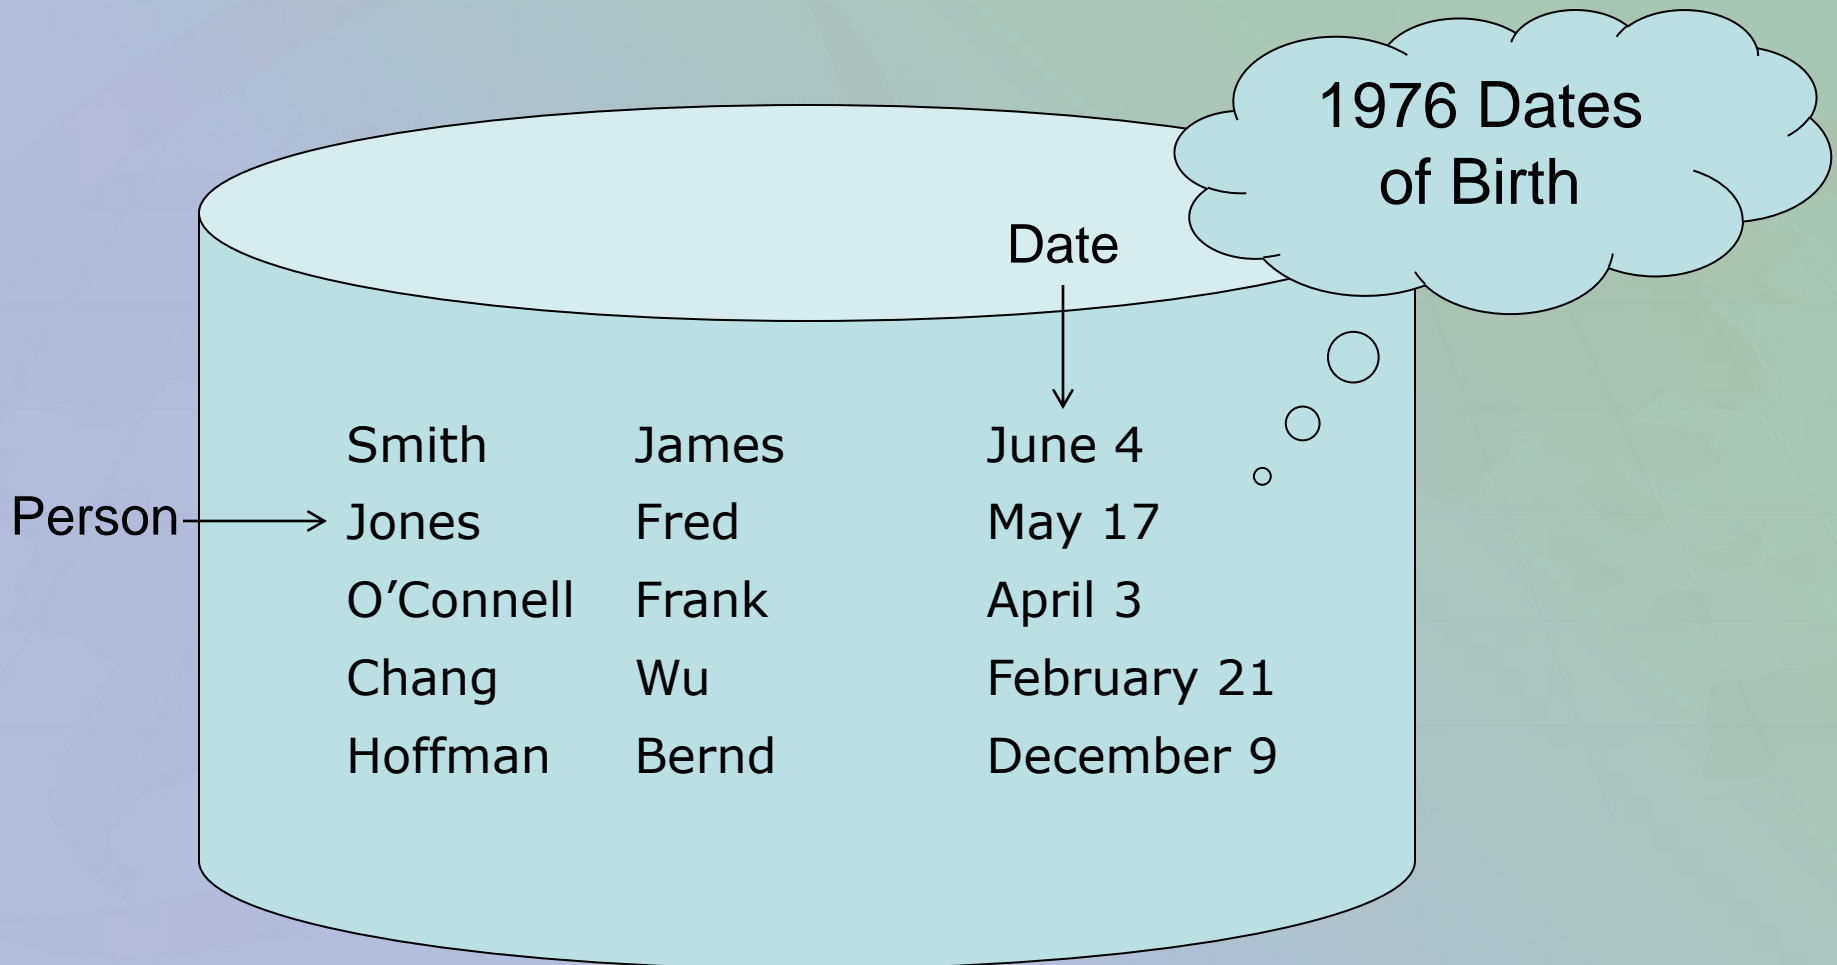 1976 Dates
of Birth
Date
Smith James June 4
Person Jones Fred May 17
O’Connell Frank April 3
Chang Wu February 21
Hoffman Bernd December 9